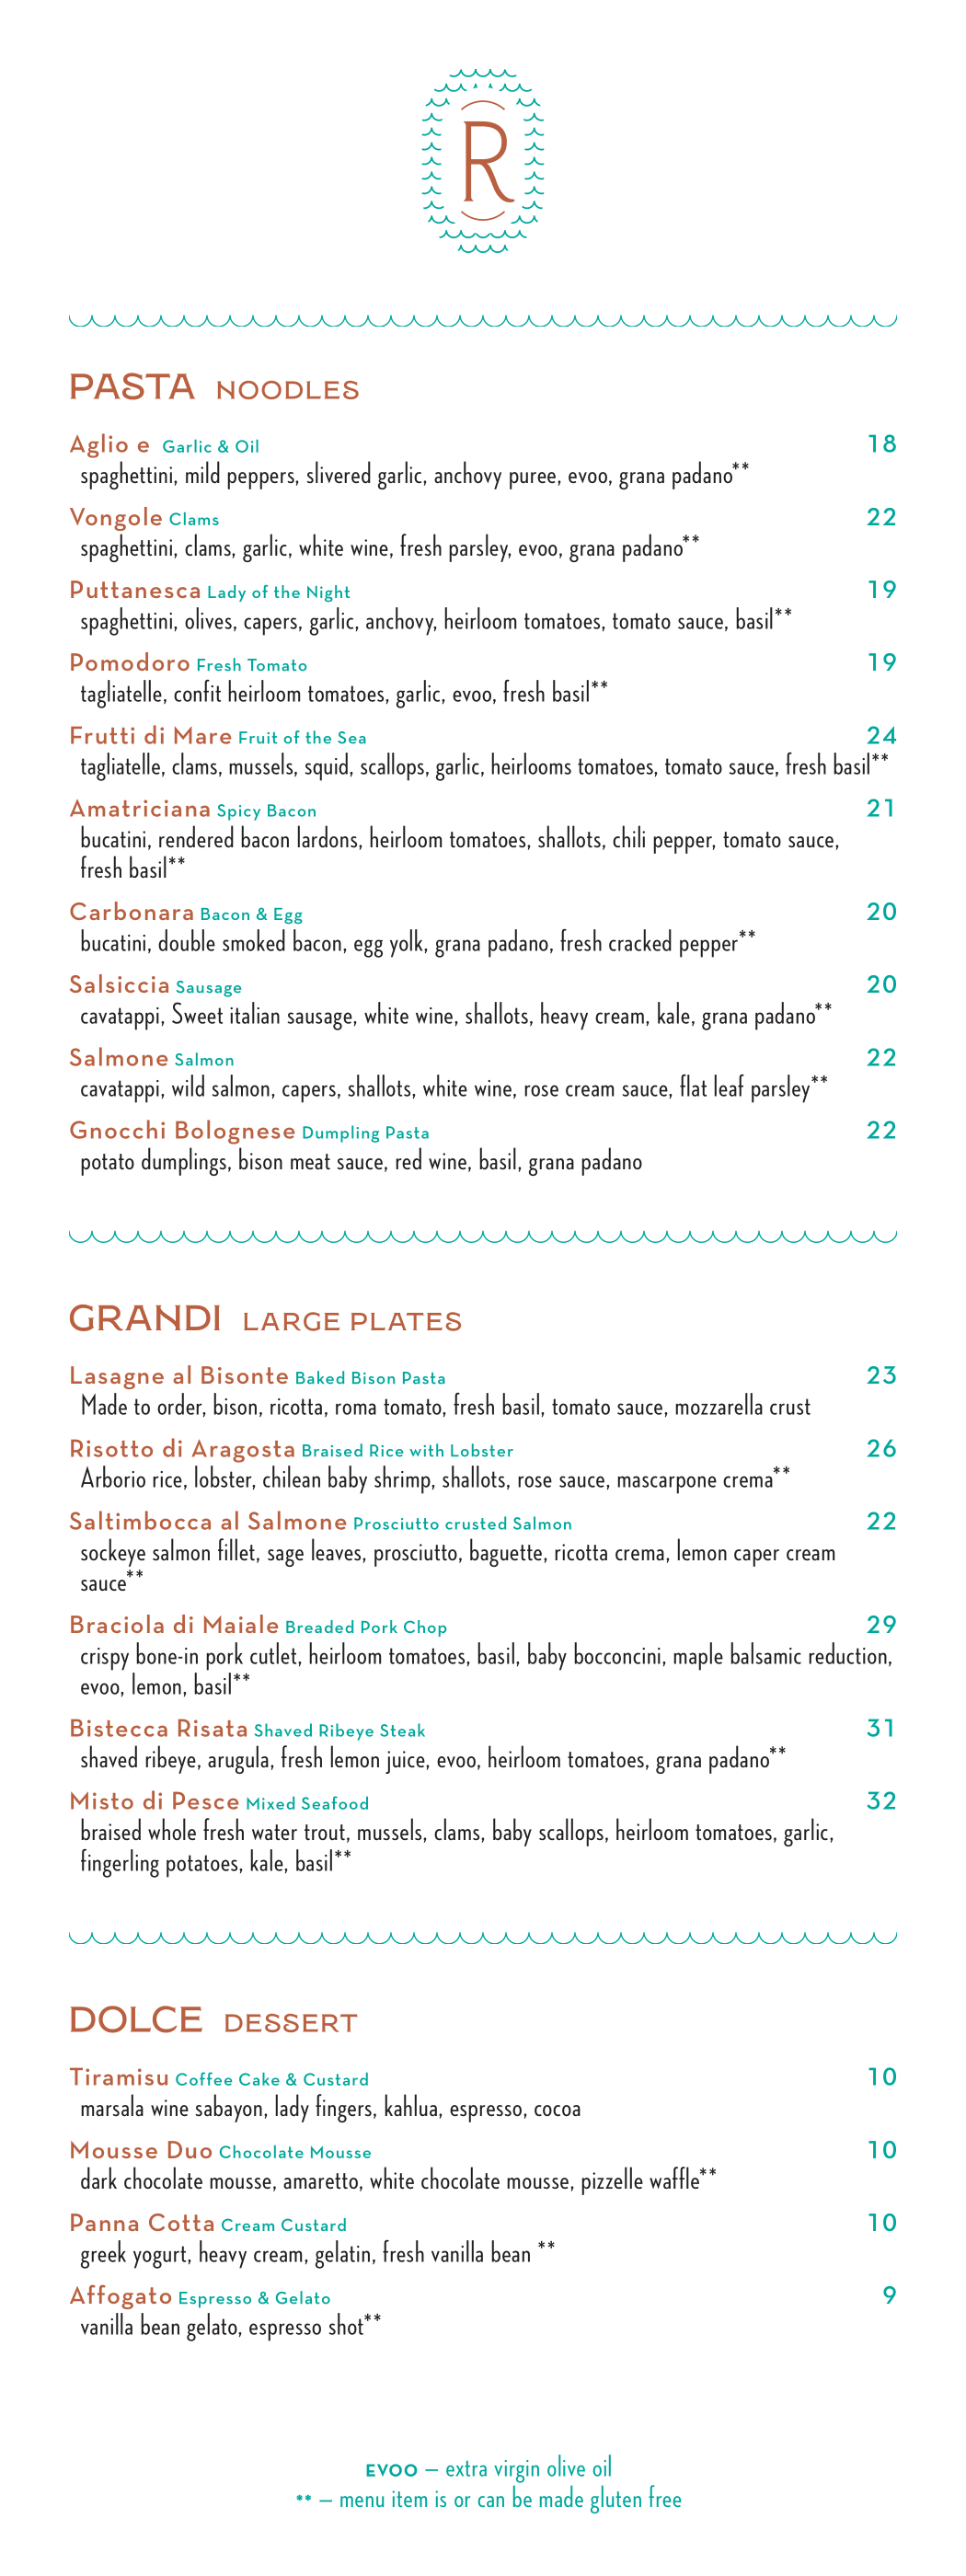 R
PASTA NOODLES
Aglio e Garlic & Oil 18
spaghettini, mild peppers, slivered garlic, anchovy puree, evoo, grana padano**
Vongole Clams 22
spaghettini, clams, garlic, white wine, fresh parsley, evoo, grana padano**
Puttanesca Lady of the Night 19
spaghettini, olives, capers, garlic, anchovy, heirloom tomatoes, tomato sauce, basil**
Pomodoro Fresh Tomato 19
tagliatelle, confit heirloom tomatoes, garlic, evoo, fresh basil**
Frutti di Mare Fruit of the Sea 24
tagliatelle, clams, mussels, squid, scallops, garlic, heirlooms tomatoes, tomato sauce, fresh basil**
Amatriciana Spicy Bacon 21
bucatini, rendered bacon lardons, heirloom tomatoes, shallots, chili pepper, tomato sauce,
fresh basil**
Carbonara Bacon & Egg 20
bucatini, double smoked bacon, egg yolk, grana padano, fresh cracked pepper**
Salsiccia Sausage 20
cavatappi, Sweet italian sausage, white wine, shallots, heavy cream, kale, grana padano**
Salmone Salmon 22
cavatappi, wild salmon, capers, shallots, white wine, rose cream sauce, flat leaf parsley**
Gnocchi Bolognese Dumpling Pasta 22
potato dumplings, bison meat sauce, red wine, basil, grana padano
GRANDI LARGE PLATES
Lasagne al Bisonte Baked Bison Pasta 23
Made to order, bison, ricotta, roma tomato, fresh basil, tomato sauce, mozzarella crust
Risotto di Aragosta Braised Rice with Lobster 26
Arborio rice, lobster, chilean baby shrimp, shallots, rose sauce, mascarpone crema**
Saltimbocca al Salmone Prosciutto crusted Salmon 22
sockeye salmon fillet, sage leaves, prosciutto, baguette, ricotta crema, lemon caper cream
sauce**
Braciola di Maiale Breaded Pork Chop 29
crispy bone-in pork cutlet, heirloom tomatoes, basil, baby bocconcini, maple balsamic reduction,
evoo, lemon, basil**
Bistecca Risata Shaved Ribeye Steak 31
shaved ribeye, arugula, fresh lemon juice, evoo, heirloom tomatoes, grana padano**
Misto di Pesce Mixed Seafood 32
braised whole fresh water trout, mussels, clams, baby scallops, heirloom tomatoes, garlic,
fingerling potatoes, kale, basil**
DOLCE DESSERT
Tiramisu Coffee Cake & Custard 10
marsala wine sabayon, lady fingers, kahlua, espresso, cocoa
Mousse Duo Chocolate Mousse 10
dark chocolate mousse, amaretto, white chocolate mousse, pizzelle waffle**
Panna Cotta Cream Custard 10
greek yogurt, heavy cream, gelatin, fresh vanilla bean **
Affogato Espresso & Gelato 9
vanilla bean gelato, espresso shot**
EVOO – extra virgin olive oil
** – menu item is or can be made gluten free